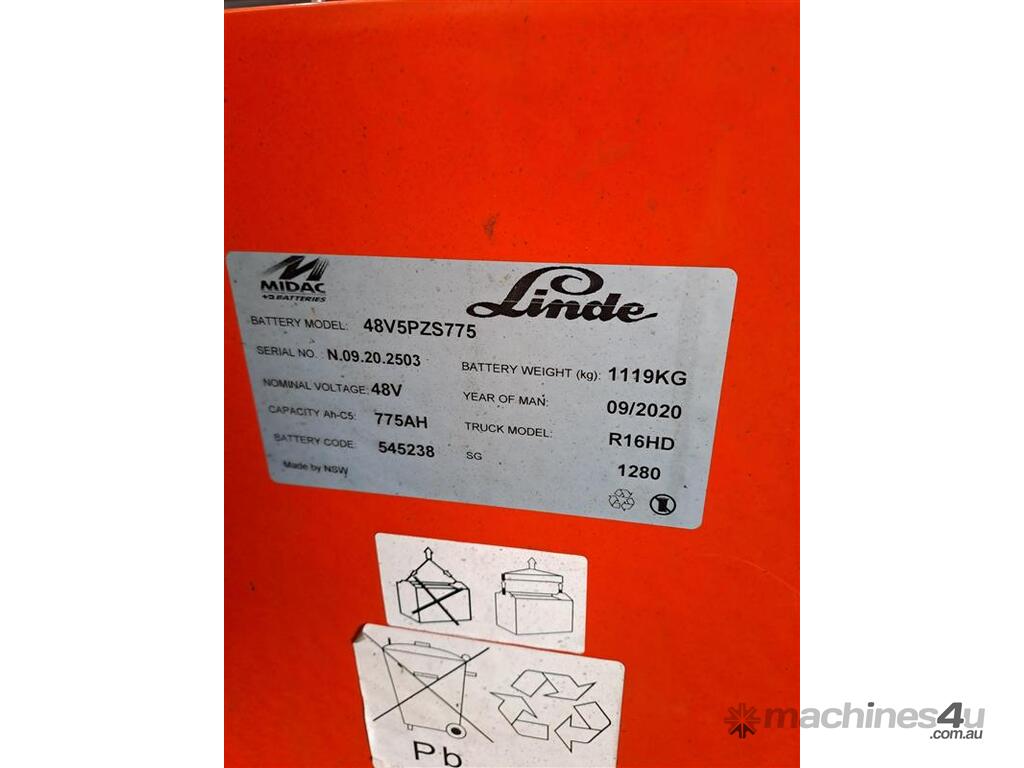 MIDAC
+2 BATTERIES
Linde
BATTERY MODEL: 48V5PZS775
SERIAL NO. N.09.20.2503
BATTERY WEIGHT (kg): 1119KG
NOMINAL VOLTAGE: 48V
YEAR OF MAN: 09/2020
CAPACITY Ah-C5: 775AH
TRUCK MODEL: R16HD
BATTERY CODE: 545238
SG 1280
Made by NSW
Pb
machines4u
.com.au